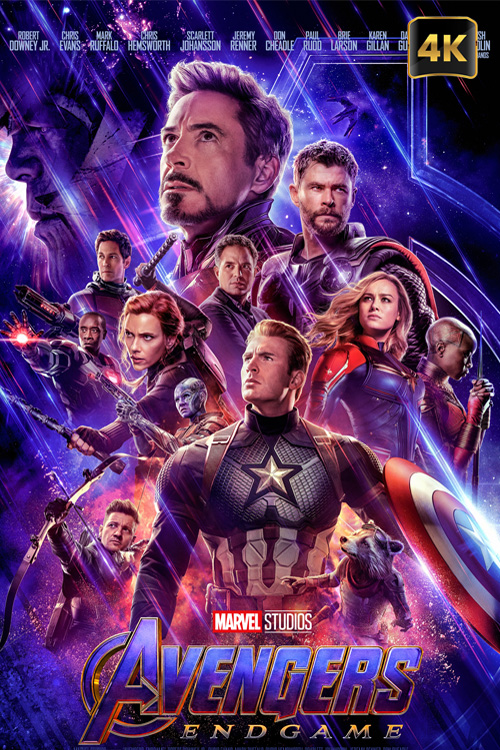 ROBERT DOWNEY JR. CHRIS EVANS MARK RUFFALO CHRIS HEMSWORTH SCARLETT JOHANSSON JEREMY RENNER DON CHEADLE PAUL RUDD BRIE LARSON KAREN GILLAN
4K
MARVEL STUDIOS
AVENGERS
ENDGAME